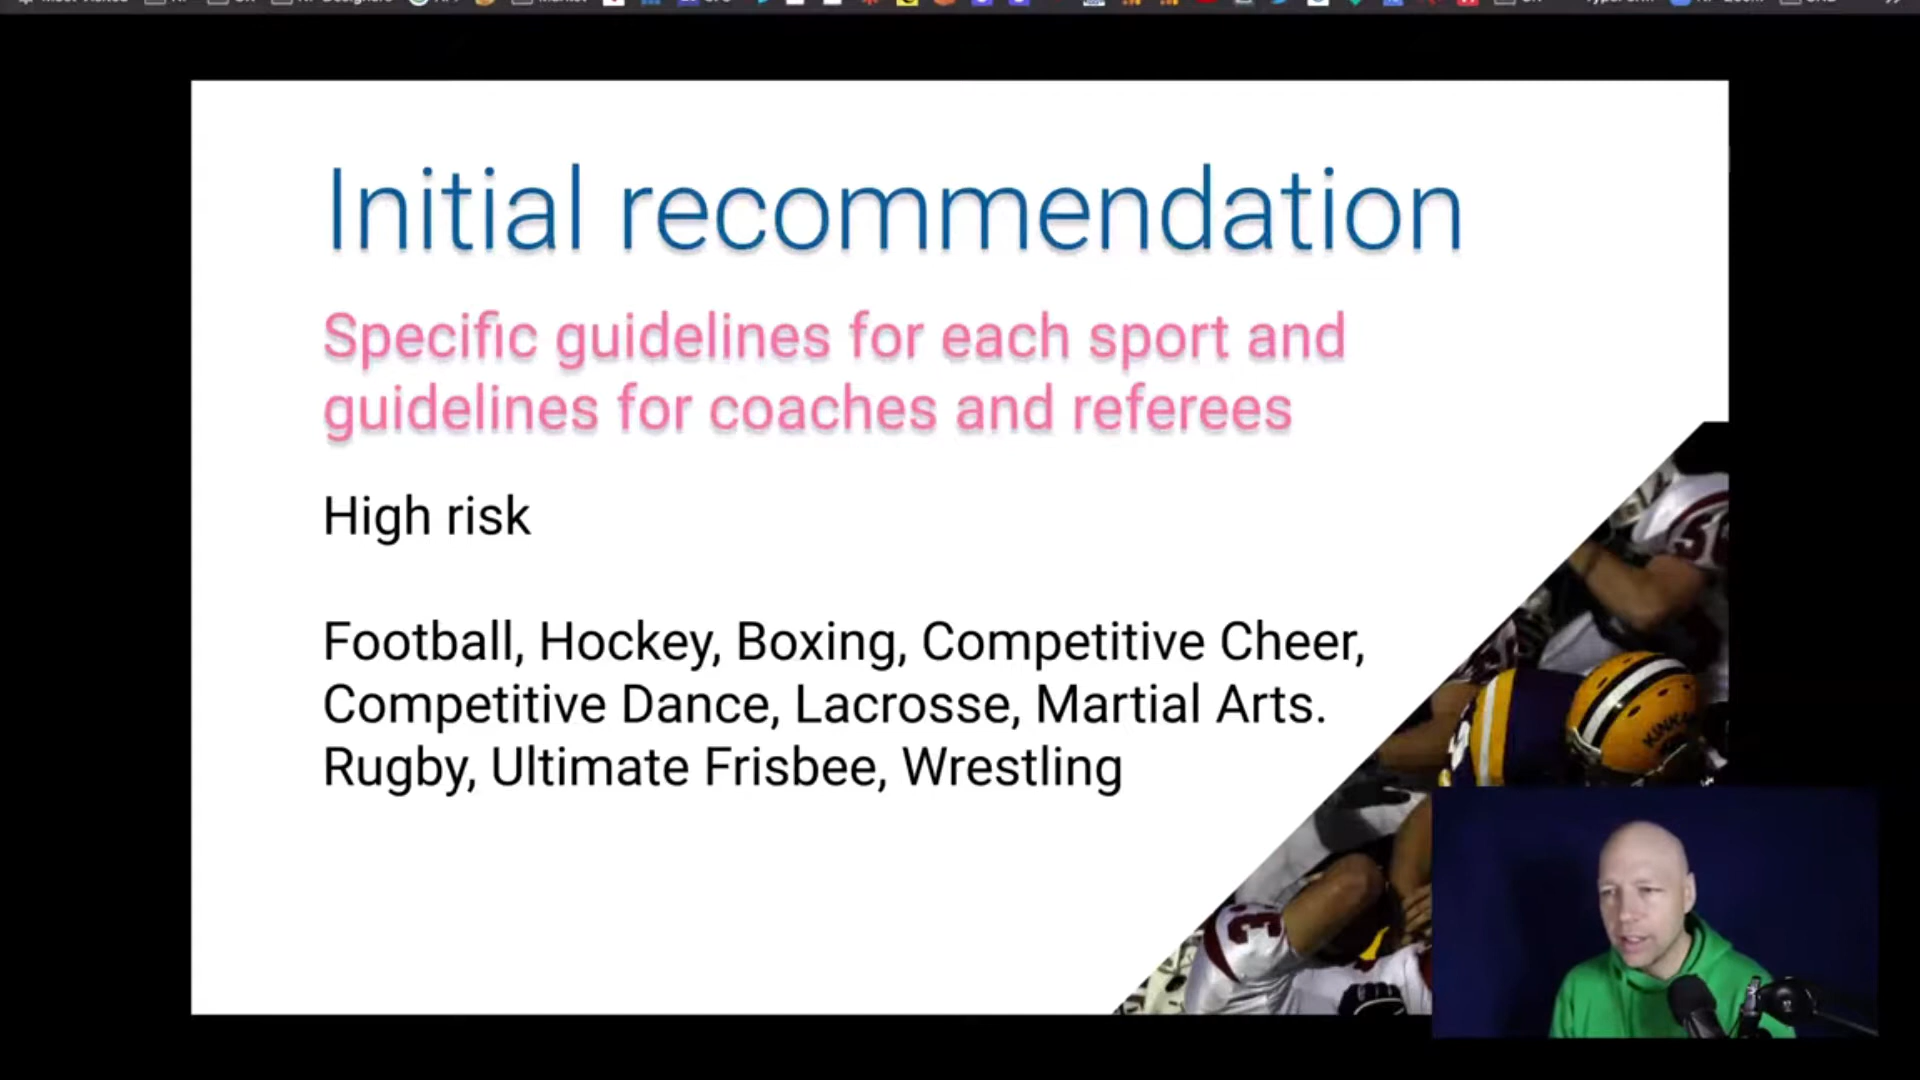 Initial recommendation
Specific guidelines for each sport and
guidelines for coaches and referees
High risk
Football, Hockey, Boxing, Competitive Cheer,
Competitive Dance, Lacrosse, Martial Arts.
Rugby, Ultimate Frisbee, Wrestling